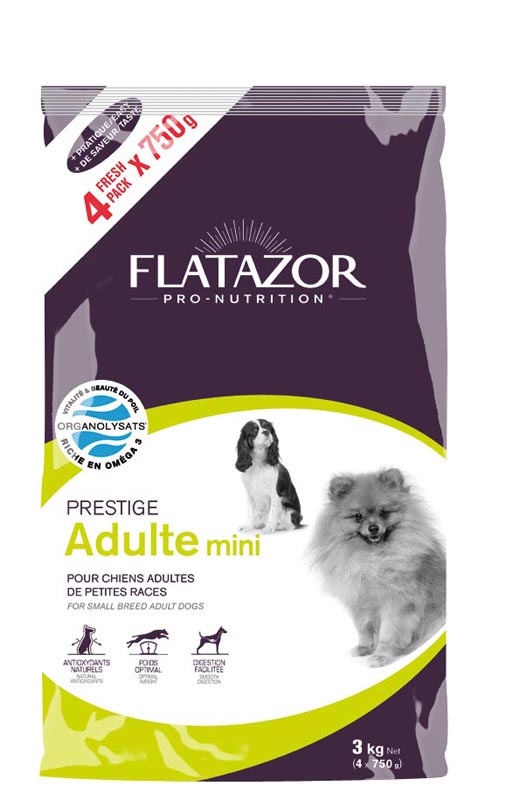 + PRATIQUE/EASY
+ DE SAVEUR/TASTE
4 FRESH PACK X 750g
FLATAZOR
PRO-NUTRITION®
VITALITÉ & BEAUTÉ DU POIL
ORGANOLYSATS®
RICHE EN OMÉGA 3
PRESTIGE
Adulte mini
POUR CHIENS ADULTES
DE PETITES RACES
FOR SMALL BREED ADULT DOGS
ANTIOXYDANTS
NATURELS
NATURAL
ANTIOXIDANTS
POIDS
OPTIMAL
OPTIMAL
WEIGHT
DIGESTION
FACILITÉE
SMOOTH
DIGESTION
3 kg Net
(4 x 750 g)